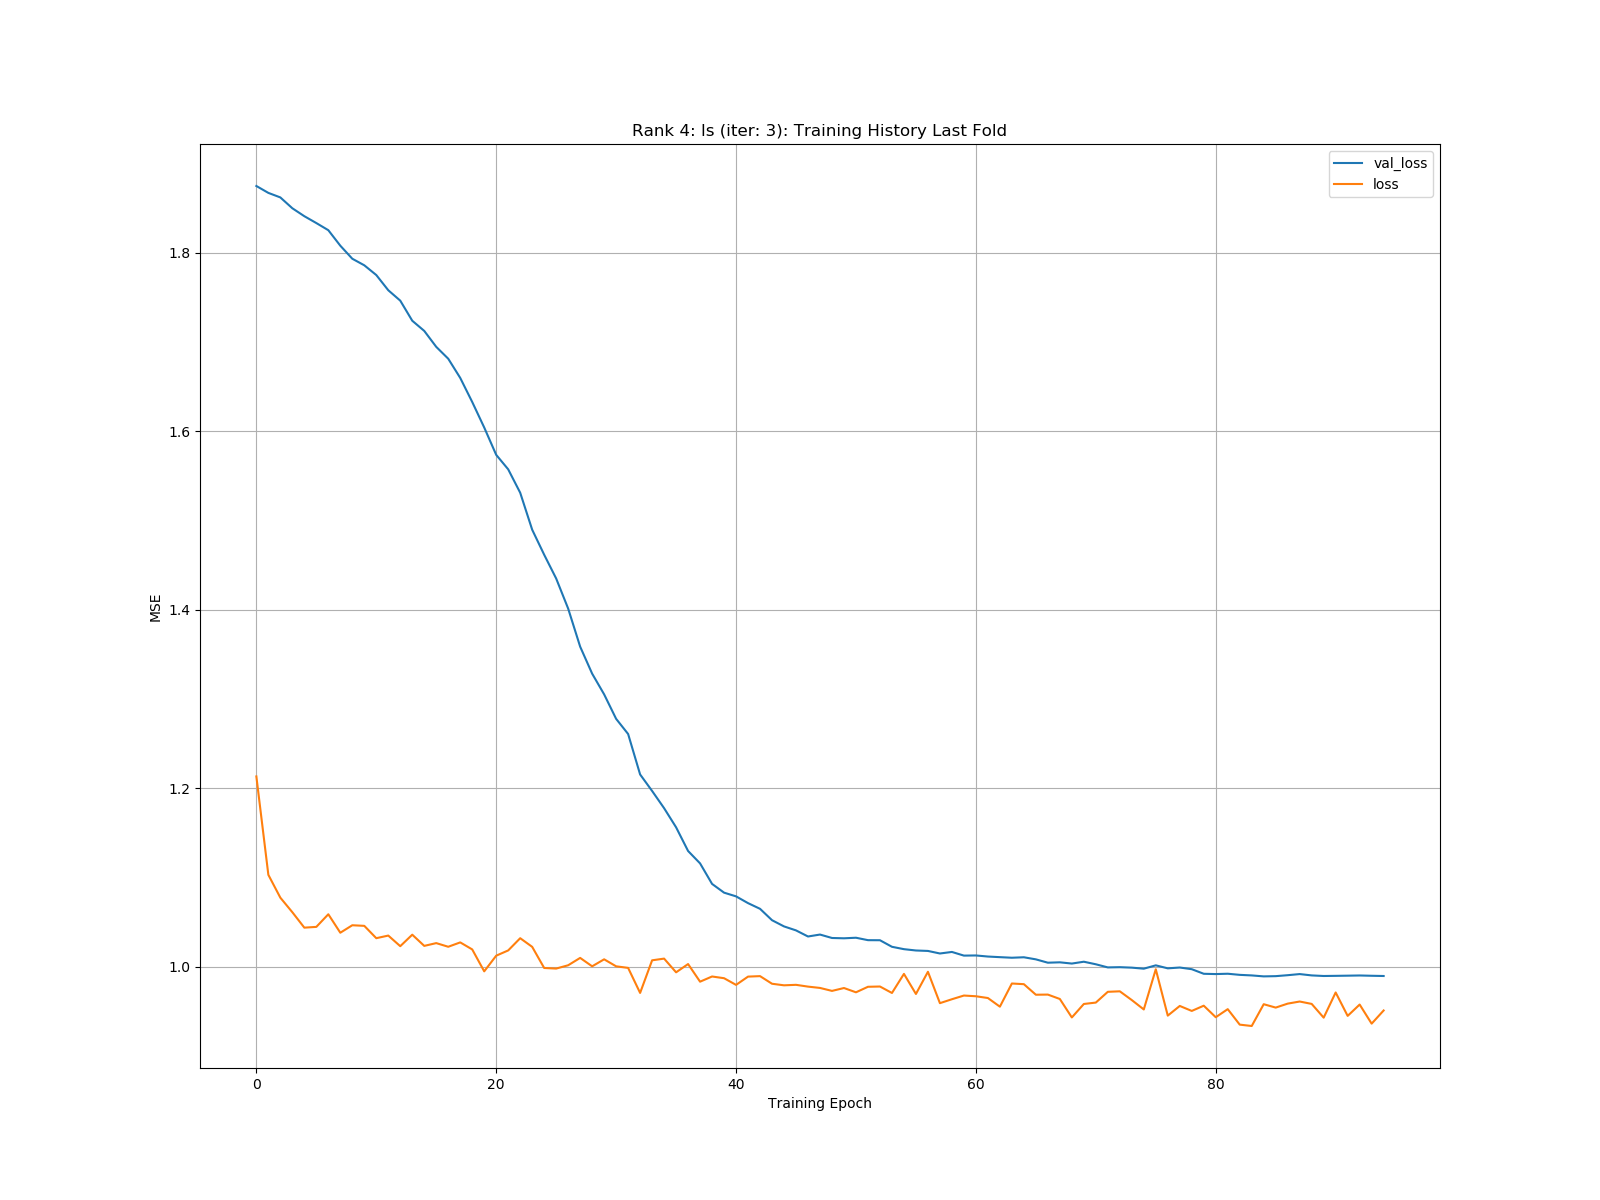 Rank 4: ls (iter: 3): Training History Last Fold
val_loss
loss
1.8
1.6
1.4
1.2
1.0
MSE
0
20
40
60
80
Training Epoch